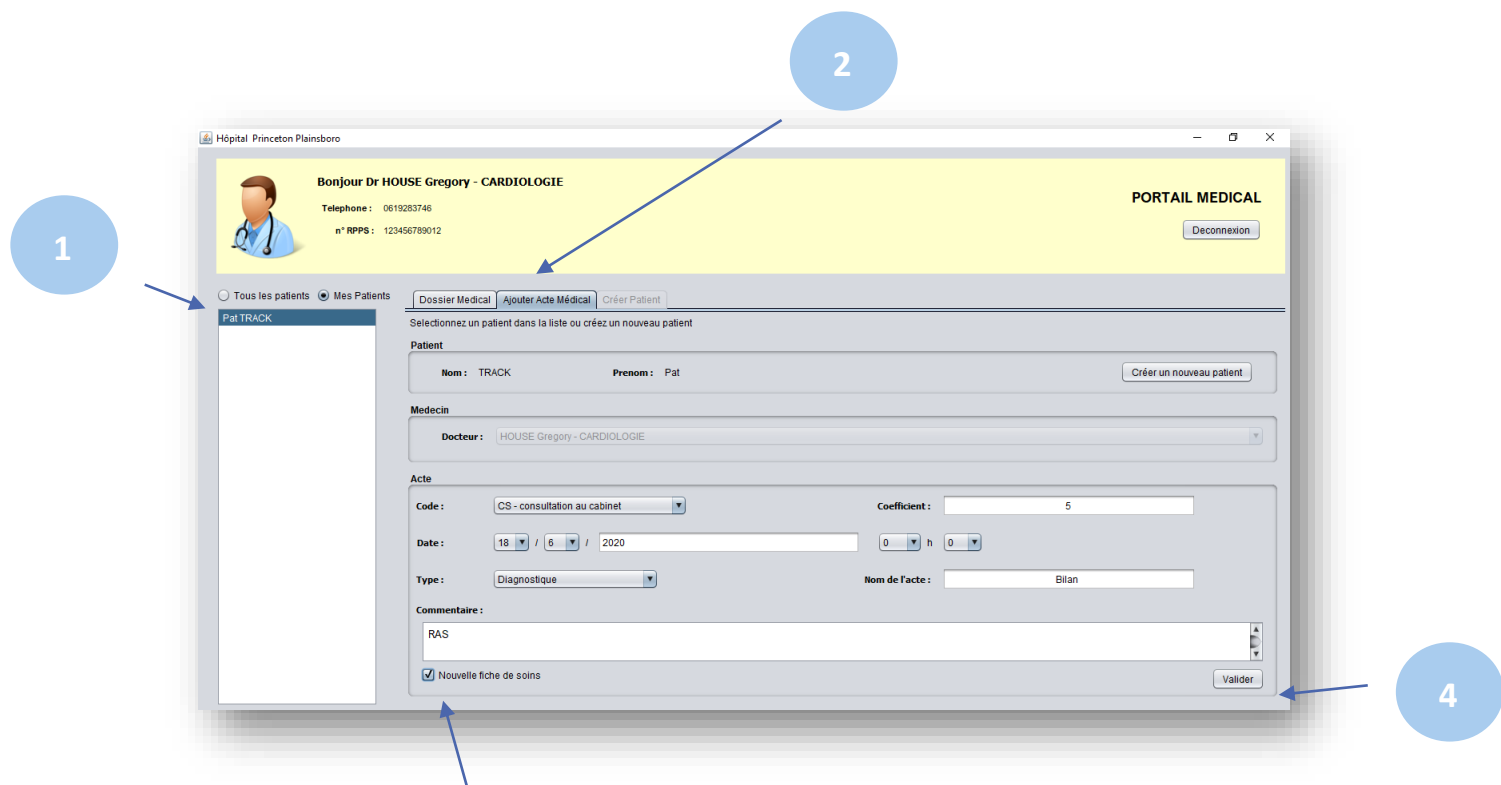 2
Hôpital Princeton Plainsboro
Bonjour Dr HOUSE Gregory - CARDIOLOGIE
Telephone : 0619283746
n° RPPS : 123456789012
PORTAIL MEDICAL
Deconnexion
1
Tous les patients Mes Patients
Pat TRACK
Dossier Medical Ajouter Acte Médical Créer Patient
Selectionnez un patient dans la liste ou créez un nouveau patient
Patient
Nom : TRACK Prenom : Pat Créer un nouveau patient
Medecin
Docteur : HOUSE Gregory - CARDIOLOGIE
Acte
Code : CS - consultation au cabinet Coefficient : 5
Date : 18 / 6 / 2020 0 h 0
Type : Diagnostique Nom de l'acte : Bilan
Commentaire :
RAS
Nouvelle fiche de soins Valider
4